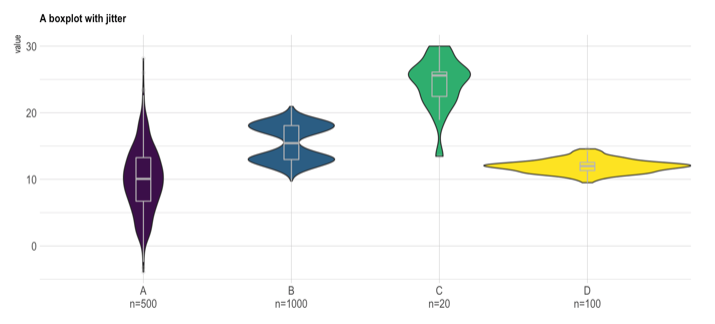 A boxplot with jitter
value
30
20
10
0
A
n=500
B
n=1000
C
n=20
D
n=100